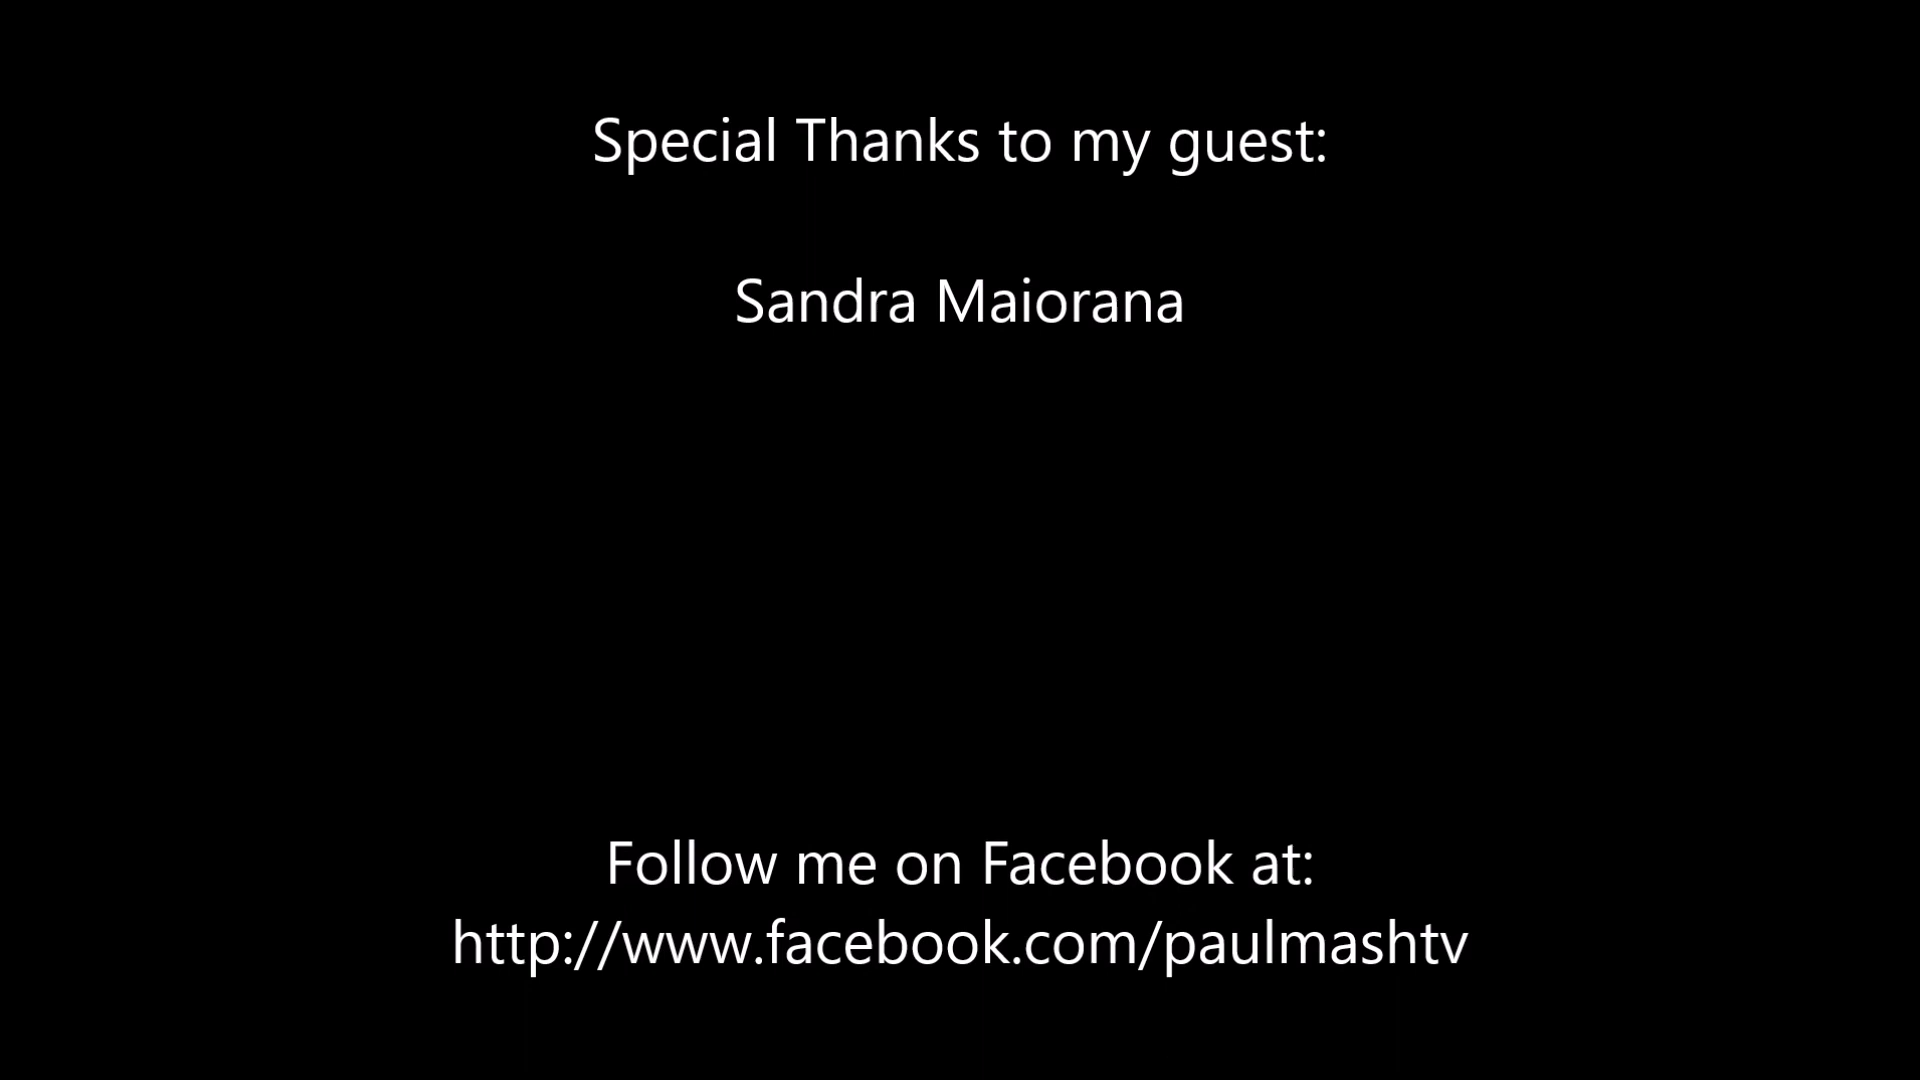 Special Thanks to my guest:
Sandra Maiorana
Follow me on Facebook at:
http://www.facebook.com/paulmashtv